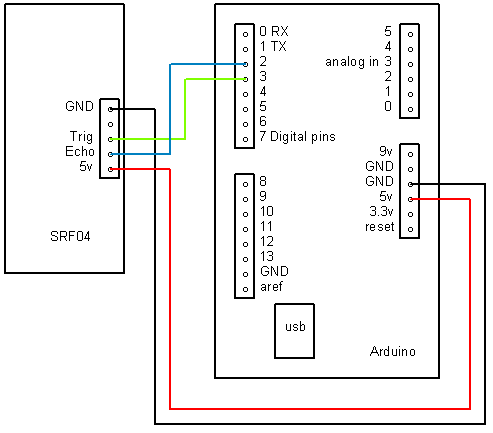 GND
Trig
Echo
5v
SRF04
0 RX
1 TX
2
3
4
5
6
7 Digital pins
8
9
10
11
12
13
GND
aref
usb
5
4
analog in 3
2
1
0
9v
GND
GND
5v
3.3v
reset
Arduino